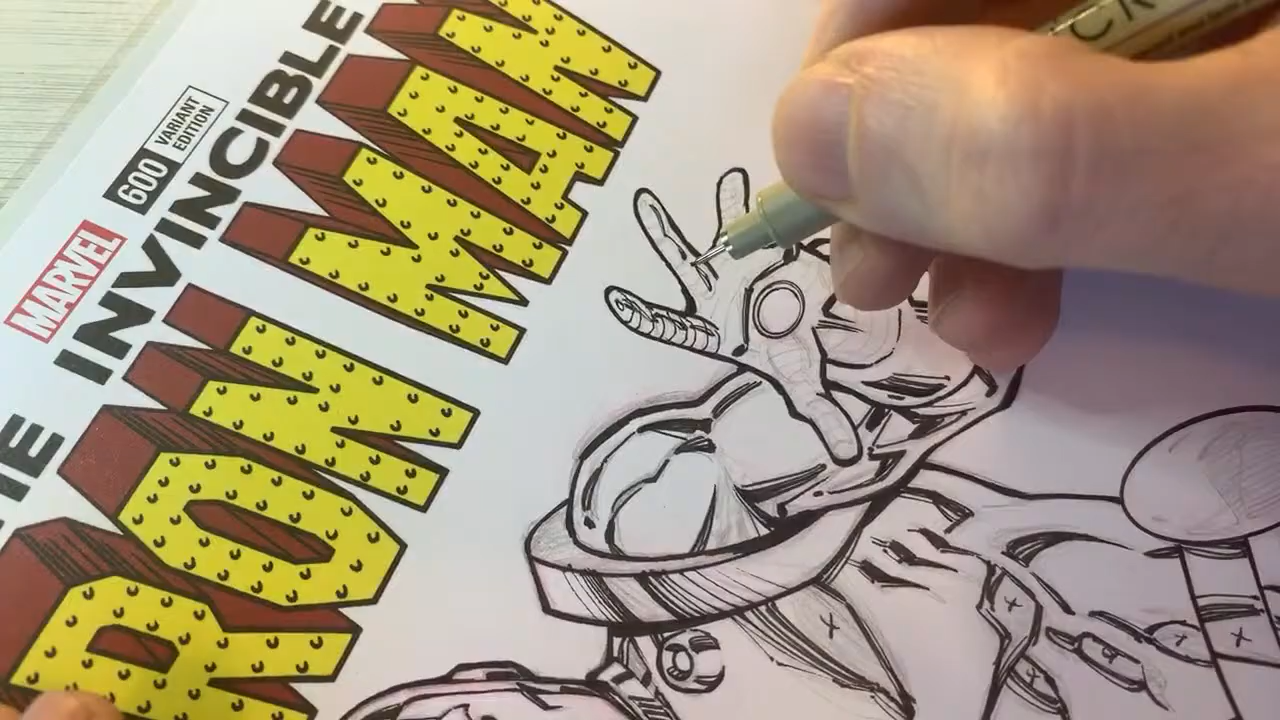 MARVEL
600
VARIANT
EDITION
INVINCIBLE
IRON MAN